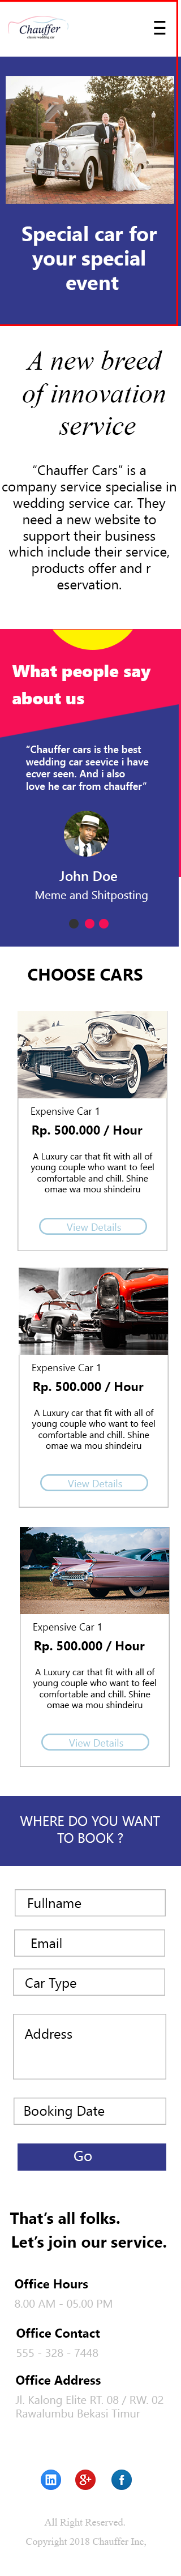 Chauffer
classic wedding car
Special car for
your special
event
A new breed
of innovation
service
“Chauffer Cars” is a
company service specialise in
wedding service car. They
need a new website to
support their business
which include their service,
products offer and r
eservation.
What people say
about us
“Chauffer cars is the best
wedding car seevice i have
ecver seen. And i also
love he car from chauffer”
John Doe
Meme and Shitposting
CHOOSE CARS
Expensive Car 1
Rp. 500.000 / Hour
A Luxury car that fit with all of
young couple who want to feel
comfortable and chill. Shine
omae wa mou shindeiru
View Details
Expensive Car 1
Rp. 500.000 / Hour
A Luxury car that fit with all of
young couple who want to feel
comfortable and chill. Shine
omae wa mou shindeiru
View Details
Expensive Car 1
Rp. 500.000 / Hour
A Luxury car that fit with all of
young couple who want to feel
comfortable and chill. Shine
omae wa mou shindeiru
View Details
WHERE DO YOU WANT
TO BOOK ?
Fullname
Email
Car Type
Address
Booking Date
Go
That’s all folks.
Let’s join our service.
Office Hours
8.00 AM - 05.00 PM
Office Contact
555 - 328 - 7448
Office Address
Jl. Kalong Elite RT. 08 / RW. 02
Rawalumbu Bekasi Timur
in
g+
f
All Right Reserved.
Copyright 2018 Chauffer Inc,